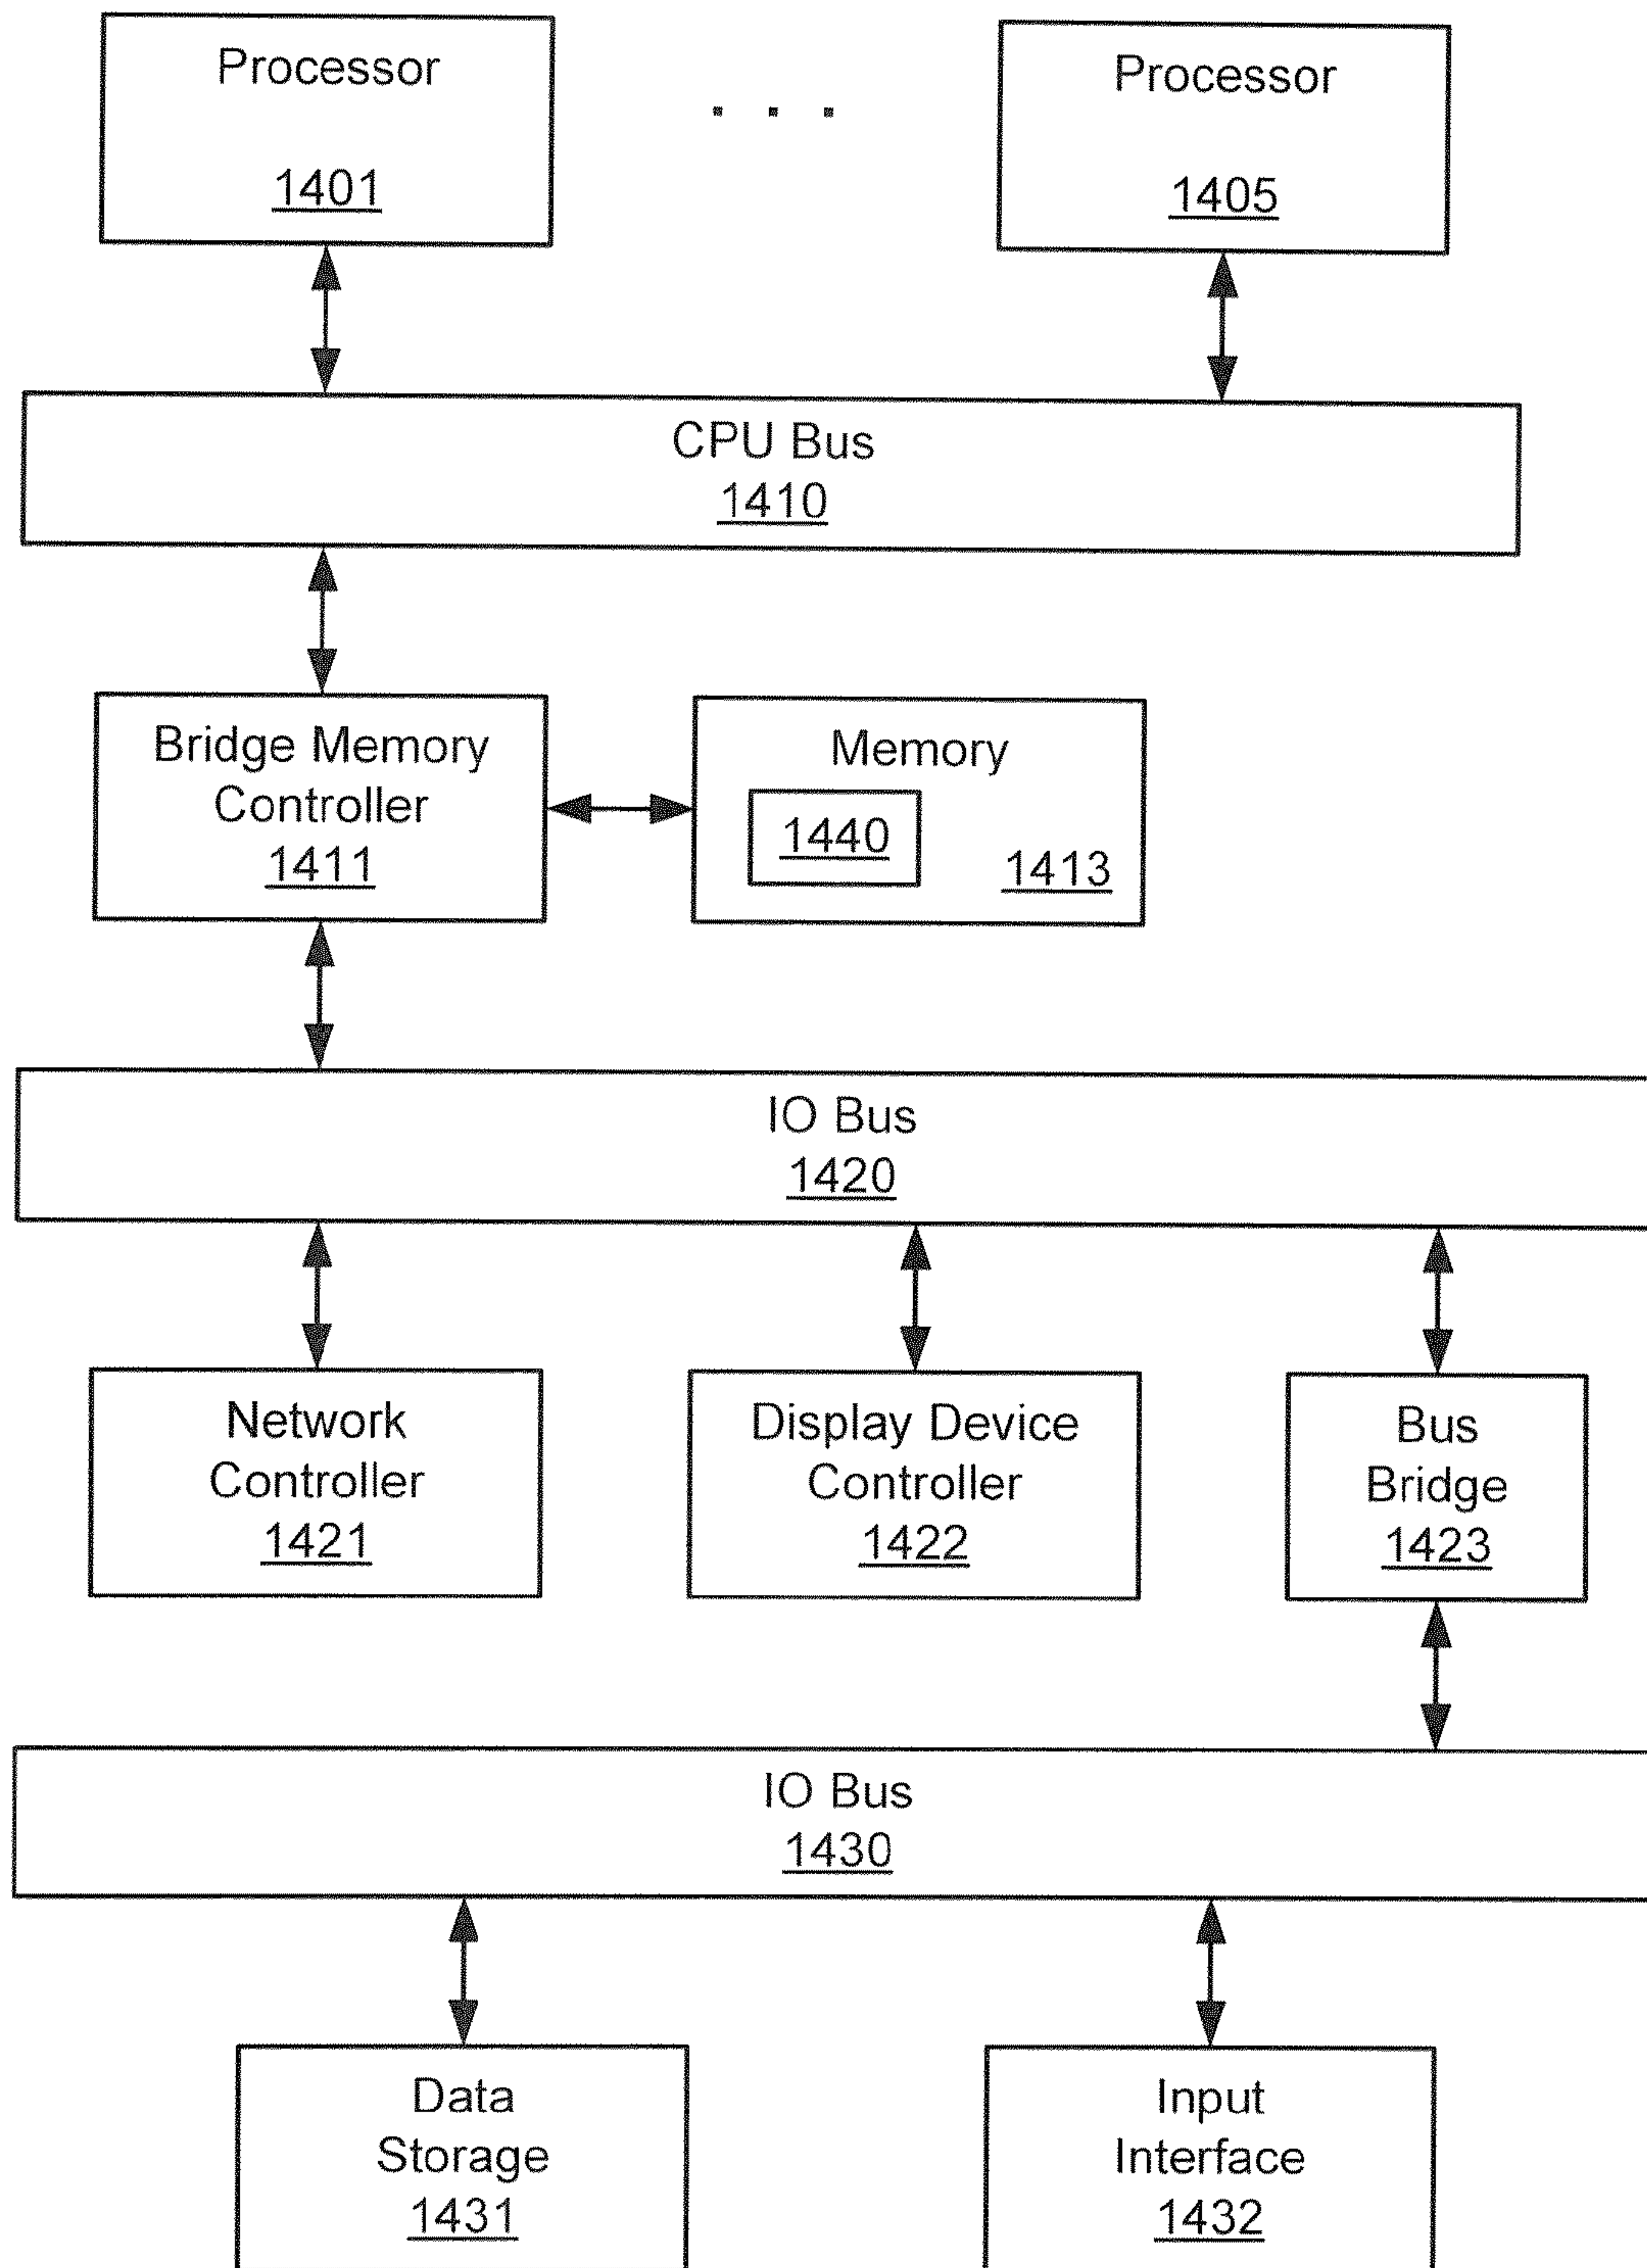 Processor
1401
. . .
Processor
1405
CPU Bus
1410
Bridge Memory
Controller
1411
Memory
1440
1413
IO Bus
1420
Network
Controller
1421
Display Device
Controller
1422
Bus
Bridge
1423
IO Bus
1430
Data
Storage
1431
Input
Interface
1432